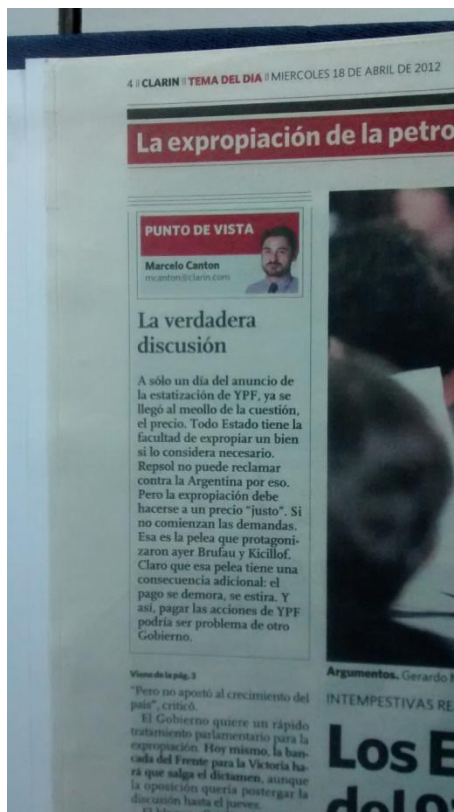 4 || CLARIN || TEMA DEL DIA || MIERCOLES 18 DE ABRIL DE 2012
La expropiación de la petro
PUNTO DE VISTA
Marcelo Canton
mcanton@clarin.com
La verdadera
discusión
A sólo un día del anuncio de
la estatización de YPF, ya se
llegó al meollo de la cuestión,
el precio. Todo Estado tiene la
facultad de expropiar un bien
si lo considera necesario.
Repsol no puede reclamar
contra la Argentina por eso.
Pero la expropiación debe
hacerse a un precio "justo". Si
no comienzan las demandas.
Esa es la pelea que protagoni-
zaron ayer Brufau y Kicillof.
Claro que esa pelea tiene una
consecuencia adicional: el
pago se demora, se estira. Y
así, pagar las acciones de YPF
podría ser problema de otro
Gobierno.
Viene de la pág. 3
"Pero no apostó al crecimiento del
país", criticó.
El Gobierno quiere un rápido
tratamiento parlamentario para la
expropiación. Hoy mismo, la ban-
cada del Frente para la Victoria ha-
rá que salga el dictamen, aunque
la oposición quería postergar la
discusión hasta el jueves.
Argumentos. Gerardo
INTEMPESTIVAS RE
Los E